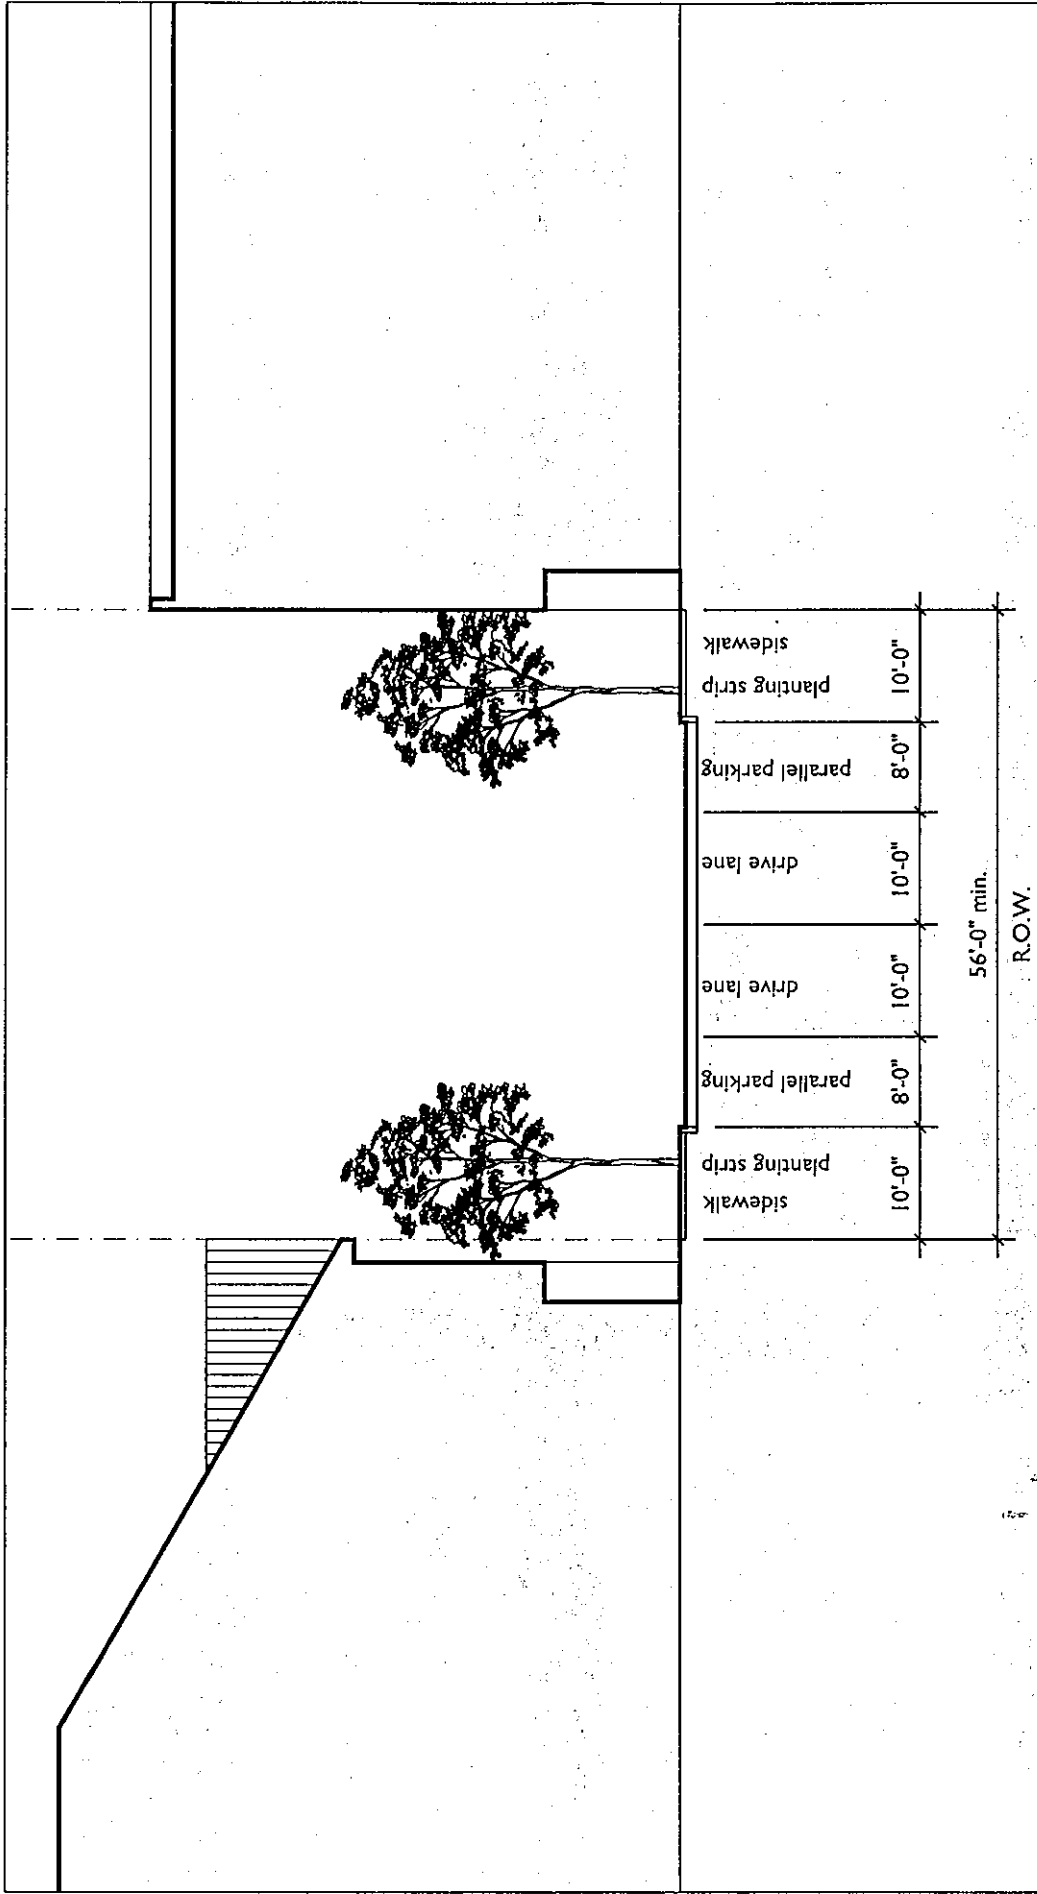 sidewalk
planting strip
parallel parking
drive lane
drive lane
parallel parking
planting strip
sidewalk
10'-0"
8'-0"
10'-0"
10'-0"
8'-0"
10'-0"
56'-0" min.
R.O.W.